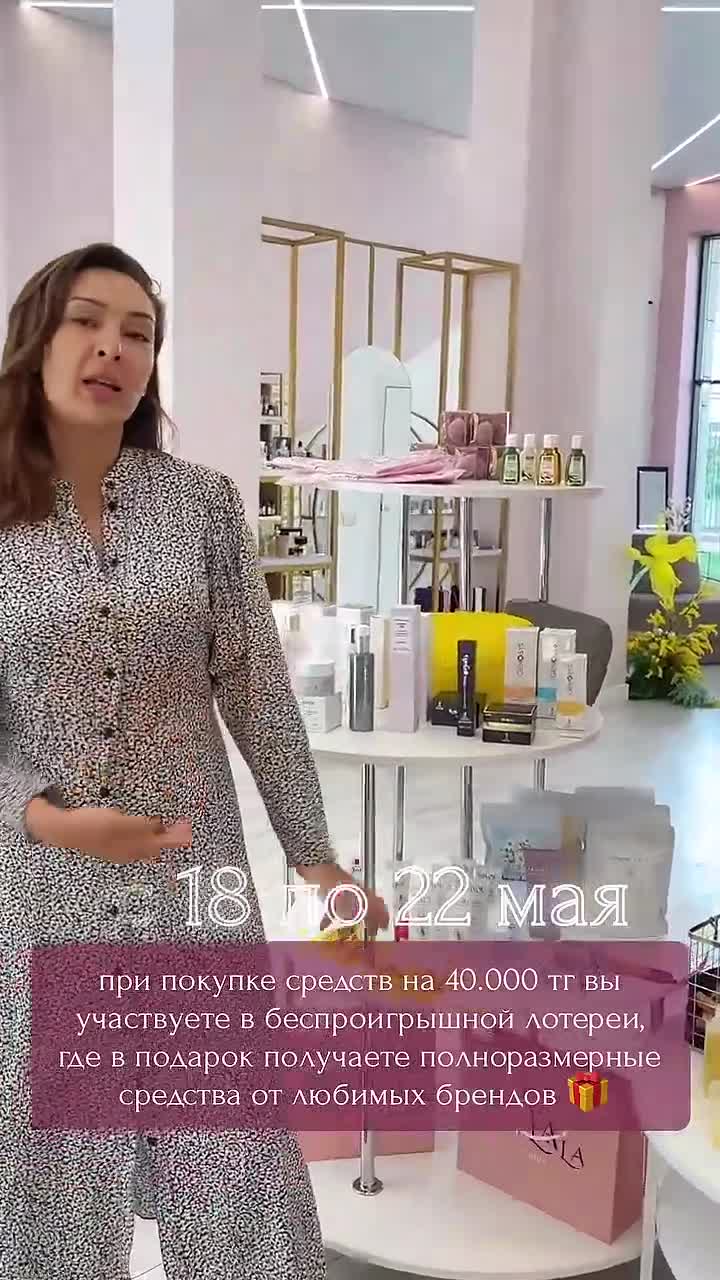 с 18 по 22 мая
при покупке средств на 40.000 тг вы
участвуете в беспроигрышной лотереи,
где в подарок получаете полноразмерные
средства от любимых брендов